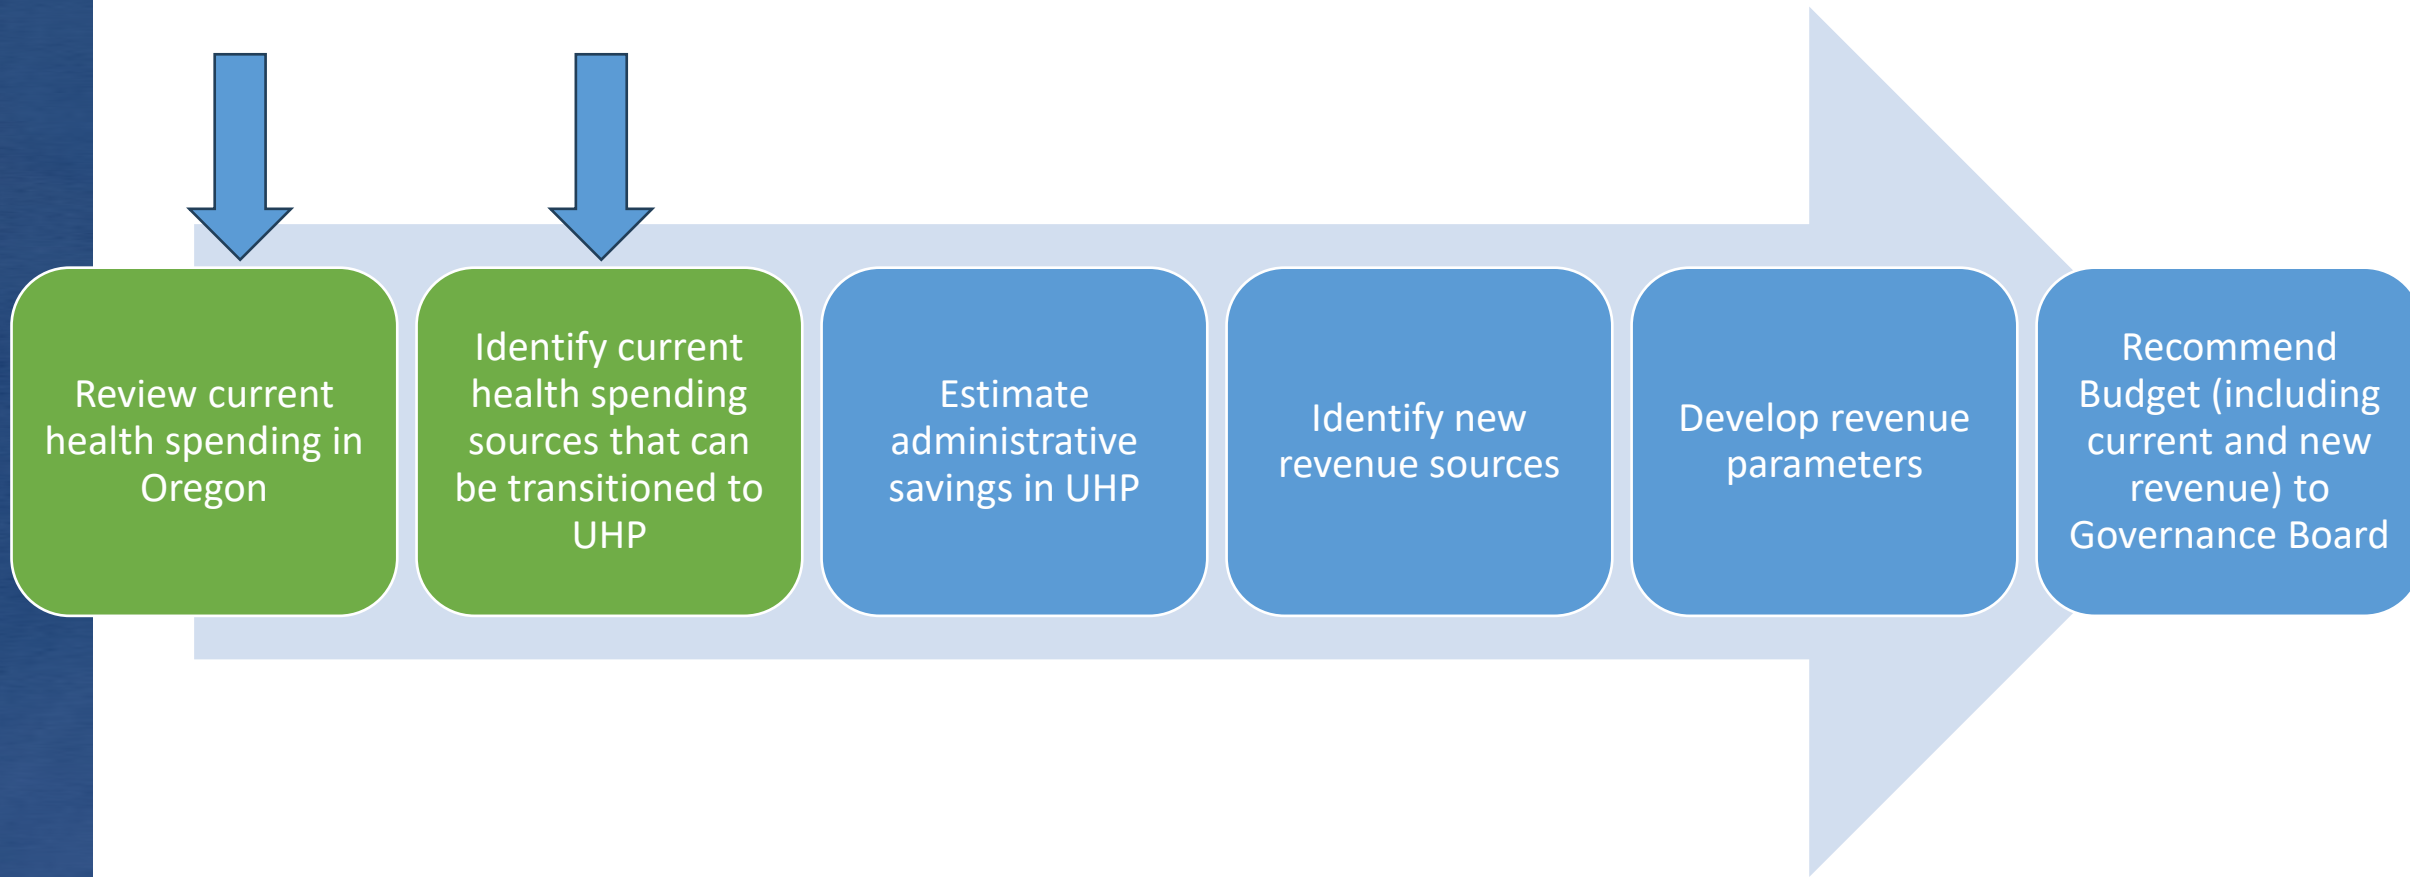 Review current
health spending in
Oregon
Identify current
health spending
sources that can
be transitioned to
UHP
Estimate
administrative
savings in UHP
Identify new
revenue sources
Develop revenue
parameters
Recommend
Budget (including
current and new
revenue) to
Governance Board